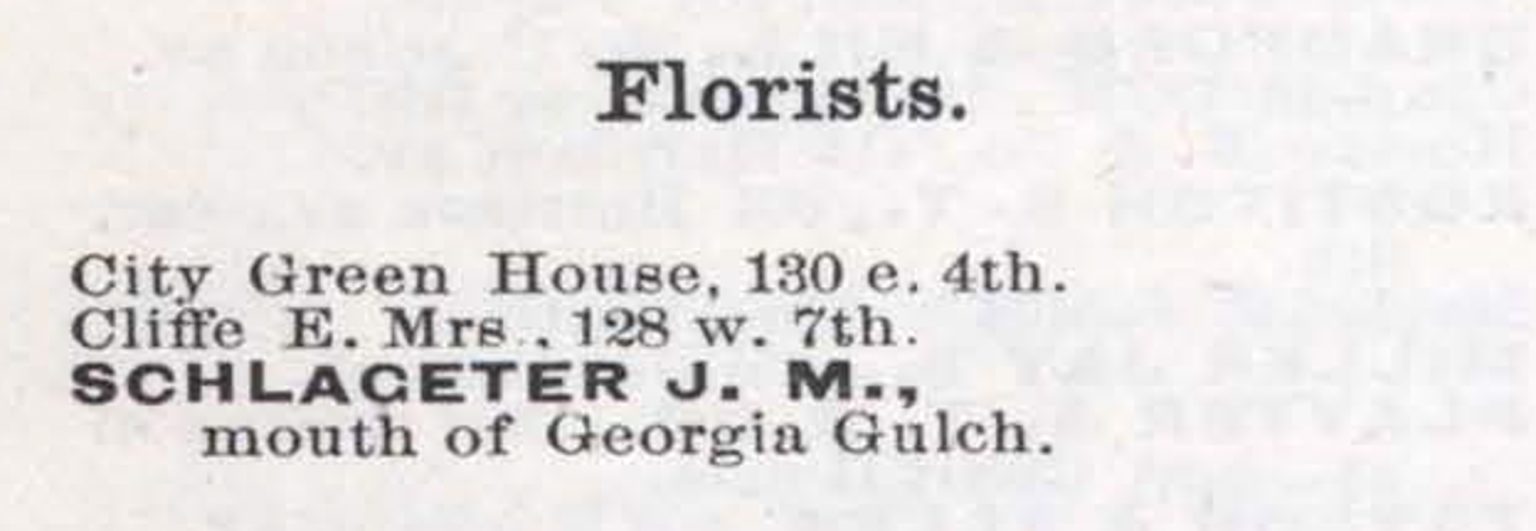 Florists.
City Green House, 130 e. 4th.
Cliffe E. Mrs., 128 w. 7th.
SCHLAGETER J. M.,
mouth of Georgia Gulch.